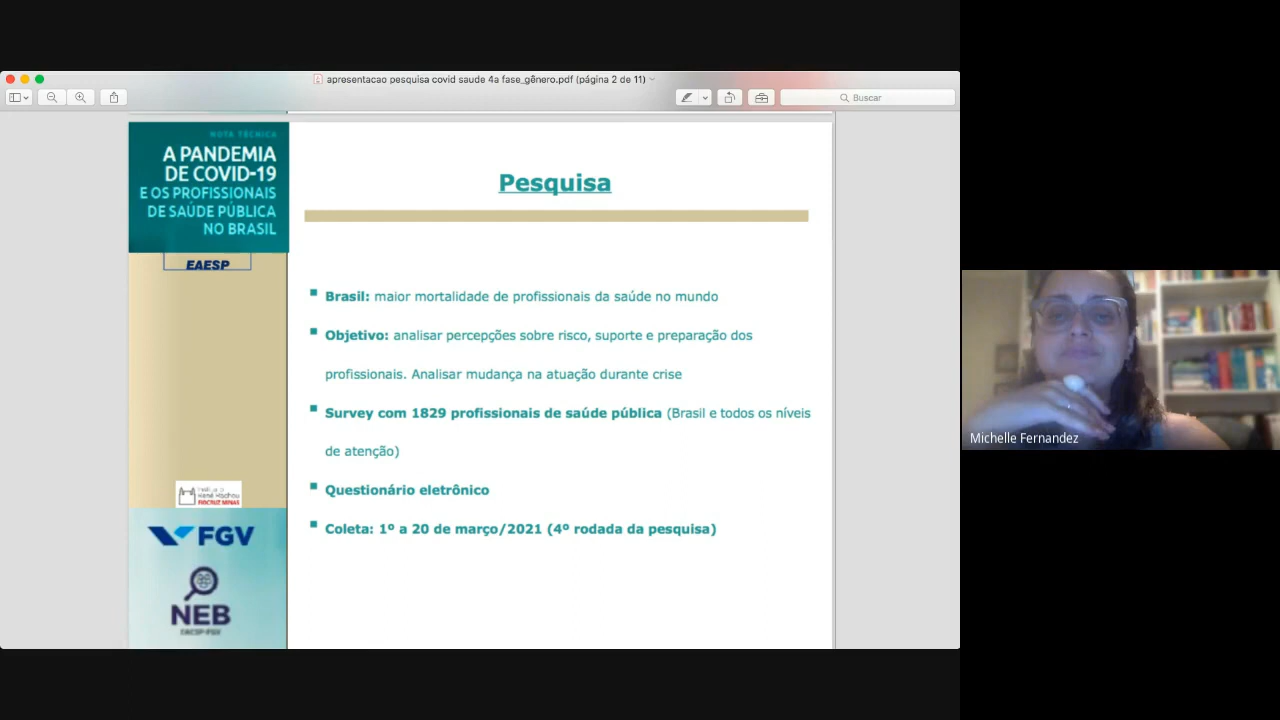 apresentacao pesquisa covid saude 4a fase_gênero.pdf (página 2 de 11)
Buscar
NOTA TÉCNICA
A PANDEMIA
DE COVID-19
E OS PROFISSIONAIS
DE SAÚDE PÚBLICA
NO BRASIL
EAESP
FIOCRUZ MINAS
FGV
NEB
EAESP-FGV
Pesquisa
Brasil: maior mortalidade de profissionais da saúde no mundo
Objetivo: analisar percepções sobre risco, suporte e preparação dos
profissionais. Analisar mudança na atuação durante crise
Survey com 1829 profissionais de saúde pública (Brasil e todos os níveis
de atenção)
Questionário eletrônico
Coleta: 1º a 20 de março/2021 (4º rodada da pesquisa)
Michelle Fernandez